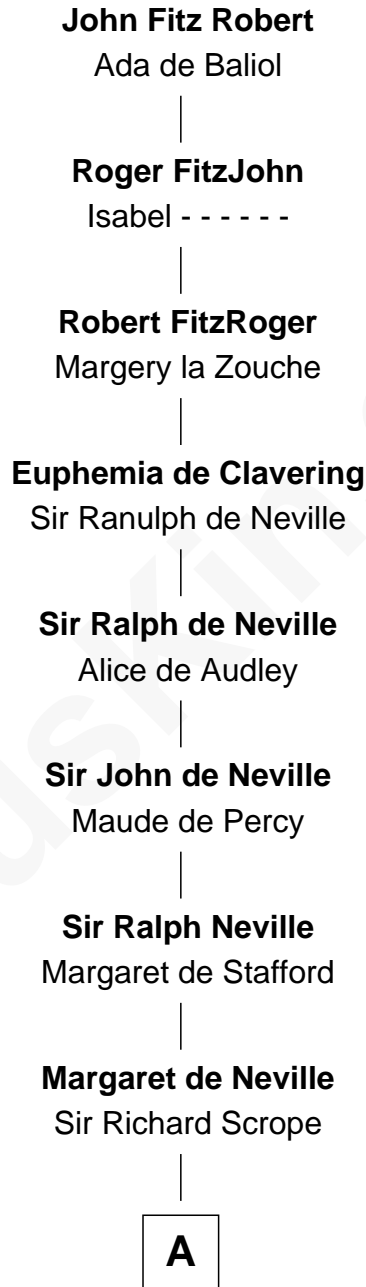 John Fitz Robert
Ada de Baliol
Roger FitzJohn
Isabel - - - - - -
Robert FitzRoger
Margery la Zouche
Euphemia de Clavering
Sir Ranulph de Neville
Sir Ralph de Neville
Alice de Audley
Sir John de Neville
Maude de Percy
Sir Ralph Neville
Margaret de Stafford
Margaret de Neville
Sir Richard Scrope
A